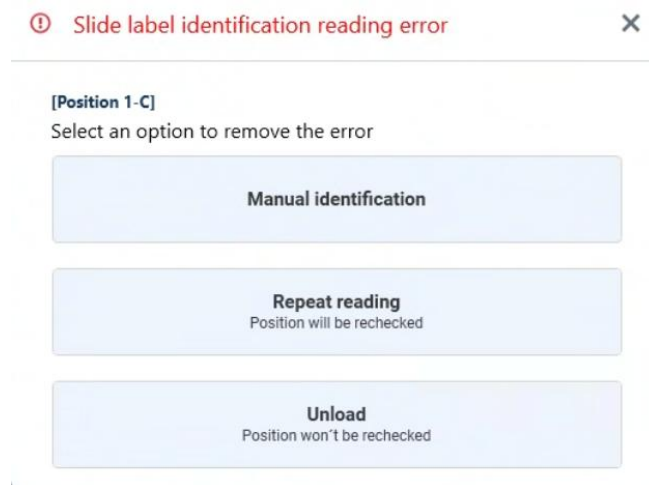 Slide label identification reading error
[Position 1-C]
Select an option to remove the error
Manual identification
Repeat reading
Position will be rechecked
Unload
Position won´t be rechecked